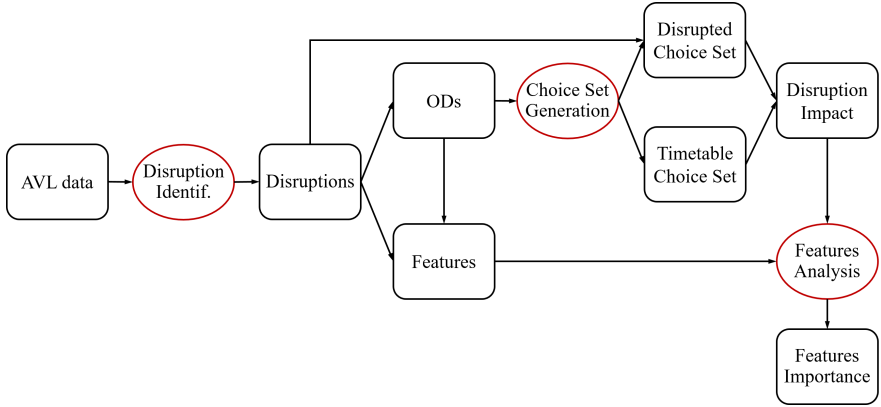 AVL data
Disruption
Identif.
Disruptions
ODs
Features
Choice Set
Generation
Disrupted
Choice Set
Timetable
Choice Set
Disruption
Impact
Features
Analysis
Features
Importance